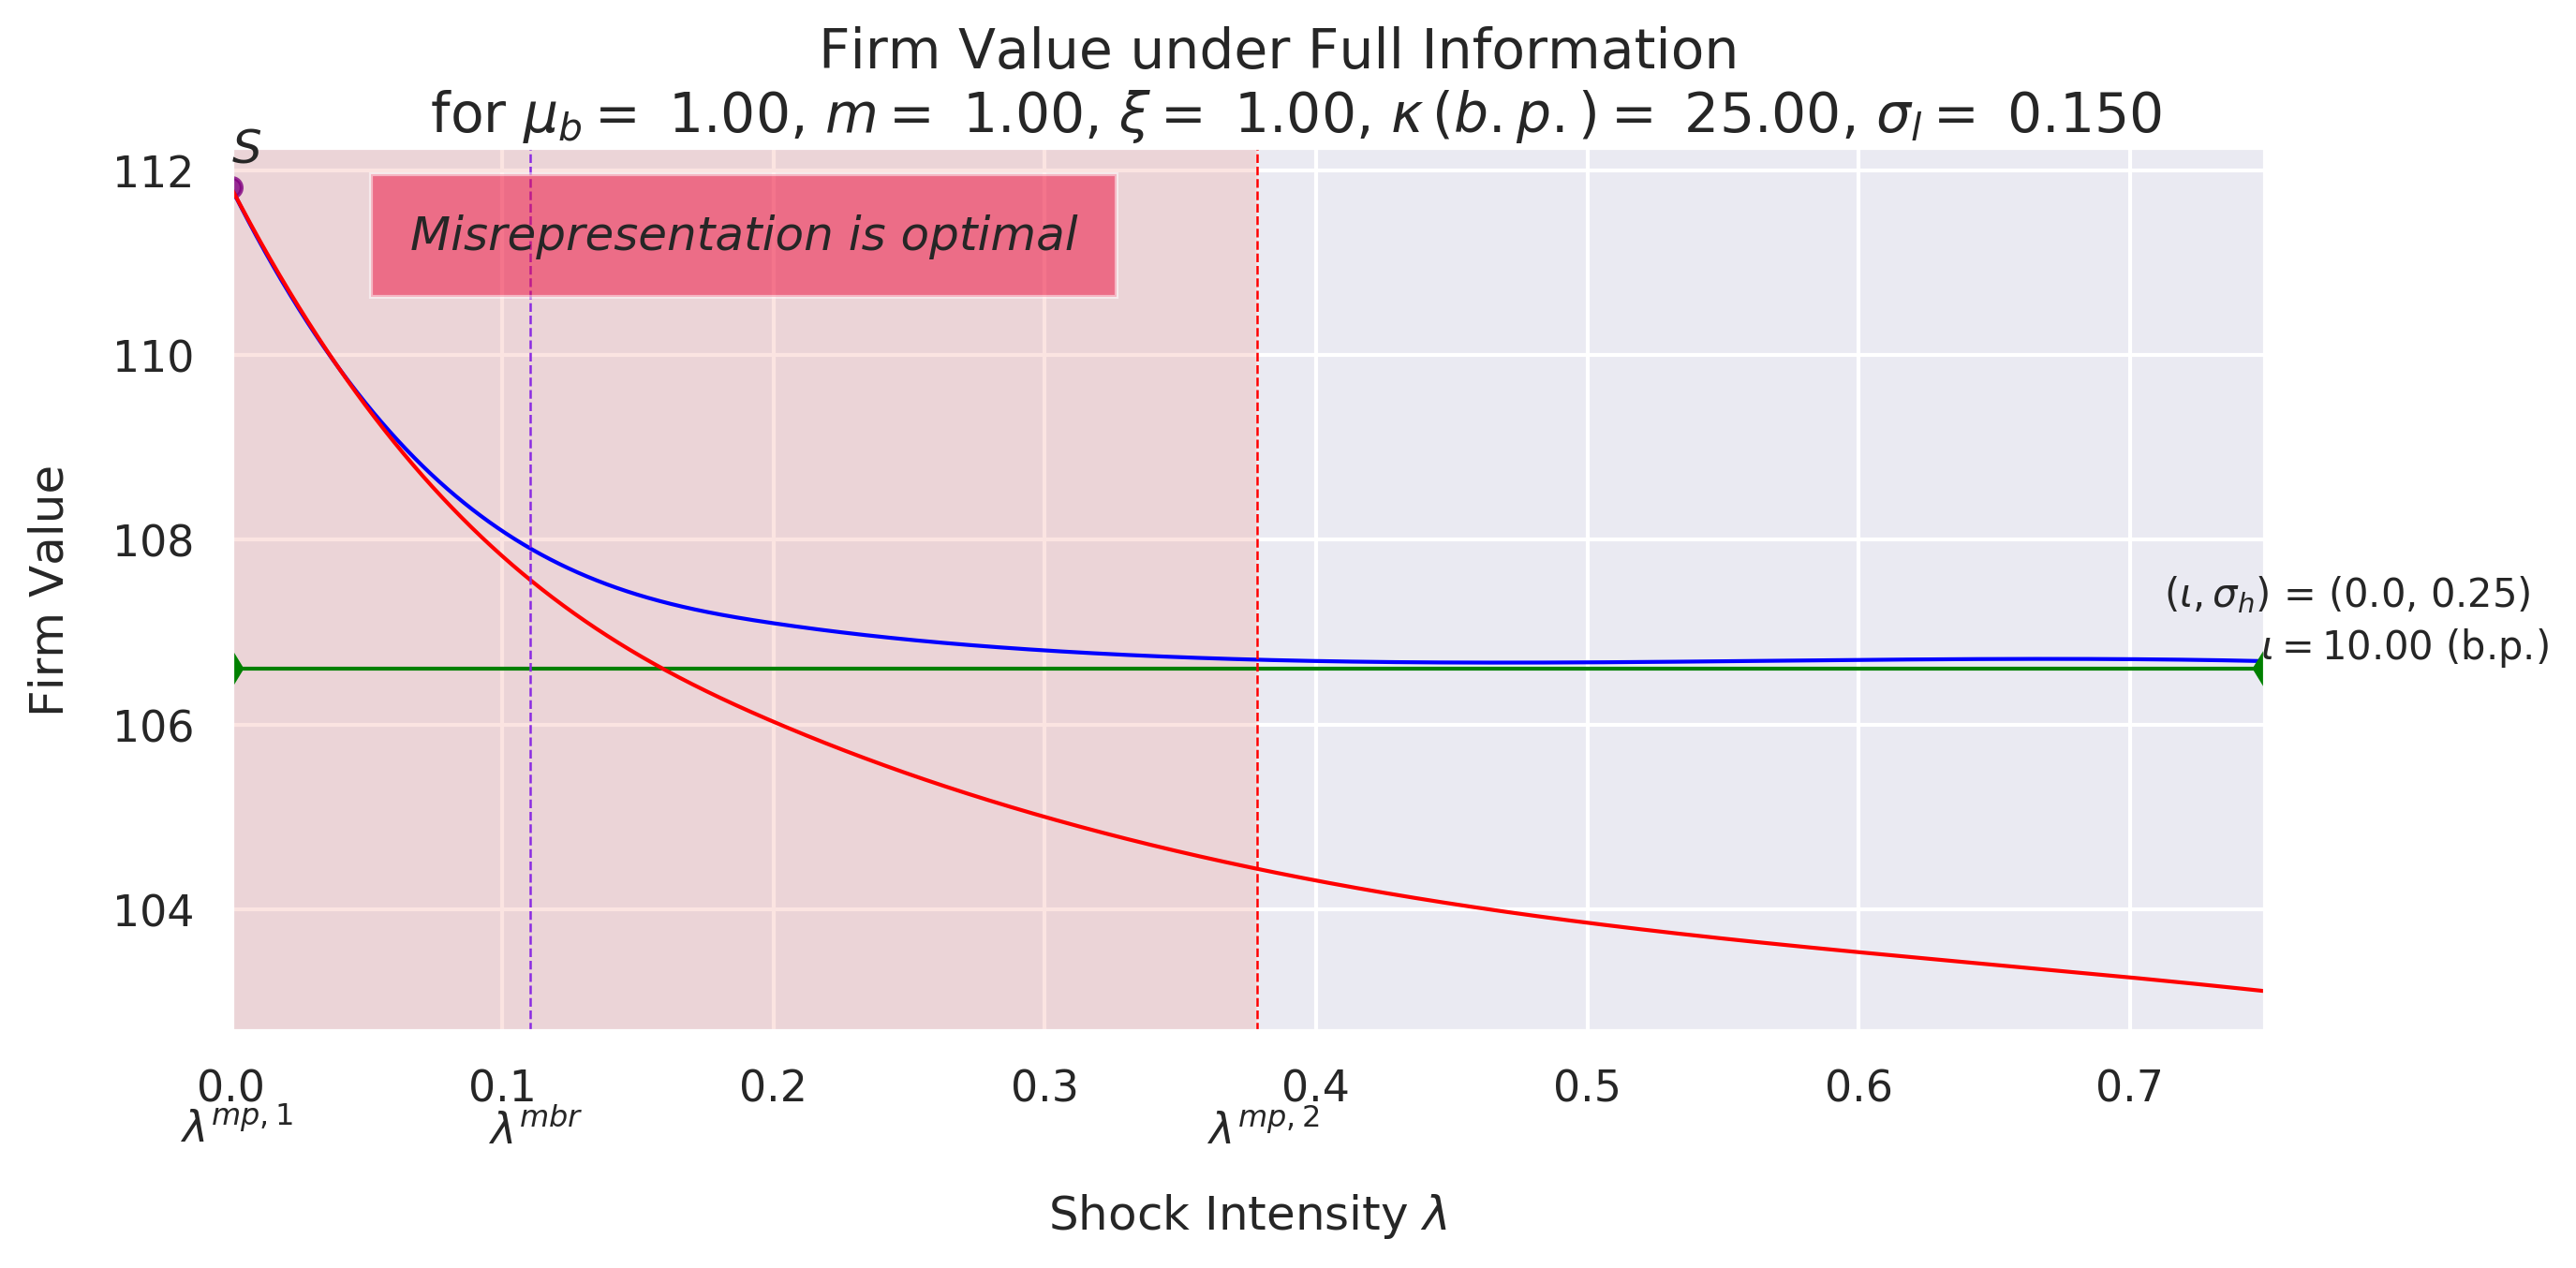 Firm Value under Full Information
for μ_b = 1.00, m = 1.00, ξ = 1.00, κ (b.p.) = 25.00, σ_l = 0.150
S
Misrepresentation is optimal
112
110
108
106
104
Firm Value
(ι, σ_h) = (0.0, 0.25)
ι = 10.00 (b.p.)
0.0 0.1 0.2 0.3 0.4 0.5 0.6 0.7
λ^{mp,1} λ^{mbr} λ^{mp,2}
Shock Intensity λ